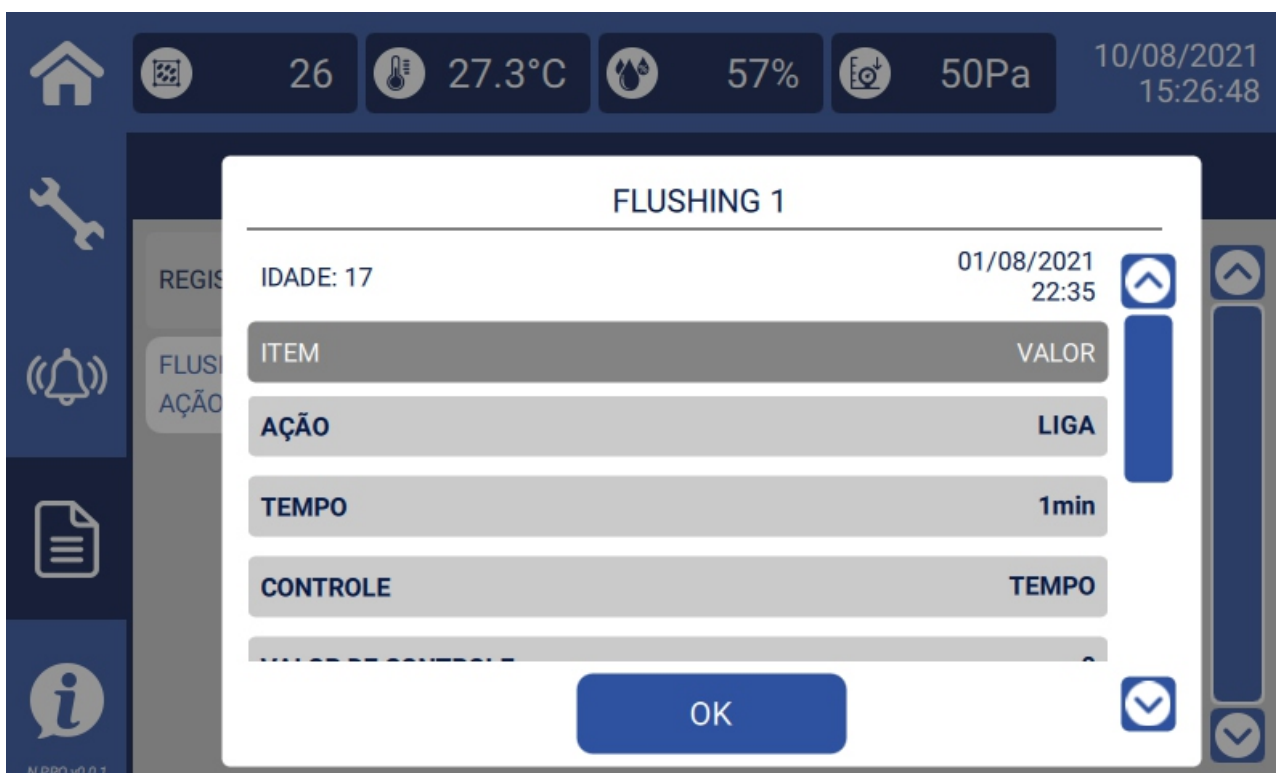 26
27.3°C
57%
50Pa
10/08/2021
15:26:48
FLUSHING 1
IDADE: 17
01/08/2021
22:35
ITEM VALOR
AÇÃO LIGA
TEMPO 1min
CONTROLE TEMPO
OK
REGIS
FLUSI
AÇÃO